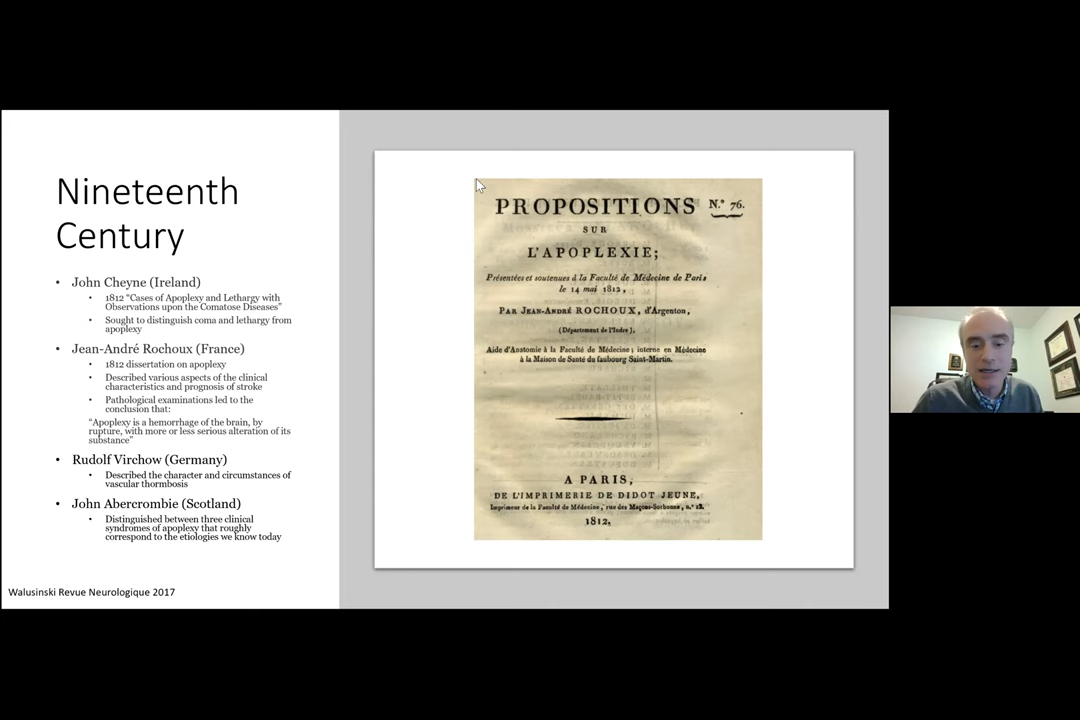 Nineteenth
Century
• John Cheyne (Ireland)
• 1812 “Cases of Apoplexy and Lethargy with
Observations upon the Comatose Diseases”
• Sought to distinguish coma and lethargy from
apoplexy
• Jean-André Rochoux (France)
• 1812 dissertation on apoplexy
• Described various aspects of the clinical
characteristics and prognosis of stroke
• Pathological examinations led to the
conclusion that:
“Apoplexy is a hemorrhage of the brain, by
rupture, with more or less serious alteration of its
substance”
• Rudolf Virchow (Germany)
• Described the character and circumstances of
vascular thormbosis
• John Abercrombie (Scotland)
• Distinguished between three clinical
syndromes of apoplexy that roughly
correspond to the etiologies we know today
Walusinski Revue Neurologique 2017
PROPOSITIONS N.º 76.
SUR
L'APOPLEXIE;
Présentées et soutenues à la Faculté de Médecine de Paris
le 14 mai 1812,
PAR JEAN-ANDRÉ ROCHOUX, d'Argenton,
(Département de l'Indre),
Aide d'Anatomie à la Faculté de Médecine; interne en Médecine
à la Maison de Santé du faubourg Saint-Martin.
A PARIS,
DE L'IMPRIMERIE DE DIDOT JEUNE,
Imprimeur de la Faculté de Médecine, rue des Maçons-Sorbonne, n.º 13.
1812.